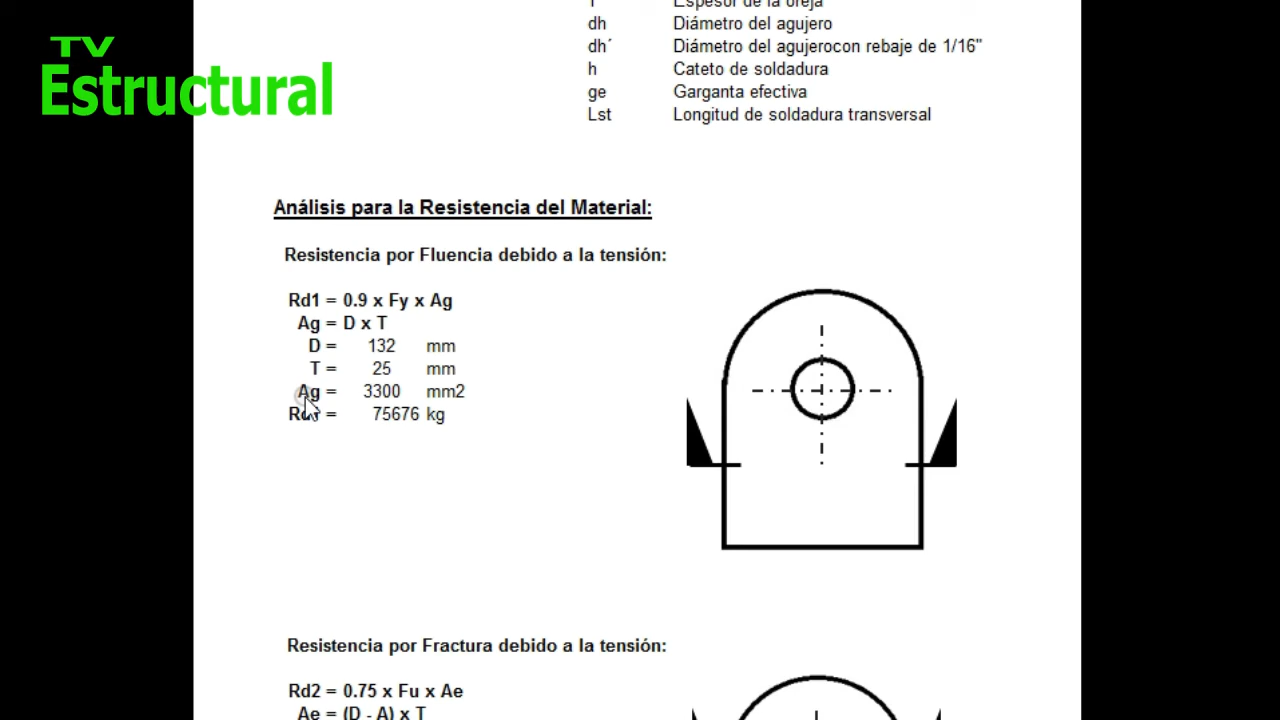 TV
Estructural
T Espesor de la oreja
dh Diámetro del agujero
dh´ Diámetro del agujerocon rebaje de 1/16"
h Cateto de soldadura
ge Garganta efectiva
Lst Longitud de soldadura transversal
Análisis para la Resistencia del Material:
Resistencia por Fluencia debido a la tensión:
Rd1 = 0.9 x Fy x Ag
Ag = D x T
D = 132 mm
T = 25 mm
Ag = 3300 mm2
Rd1 = 75676 kg
Resistencia por Fractura debido a la tensión:
Rd2 = 0.75 x Fu x Ae
Ae = (D - A) x T